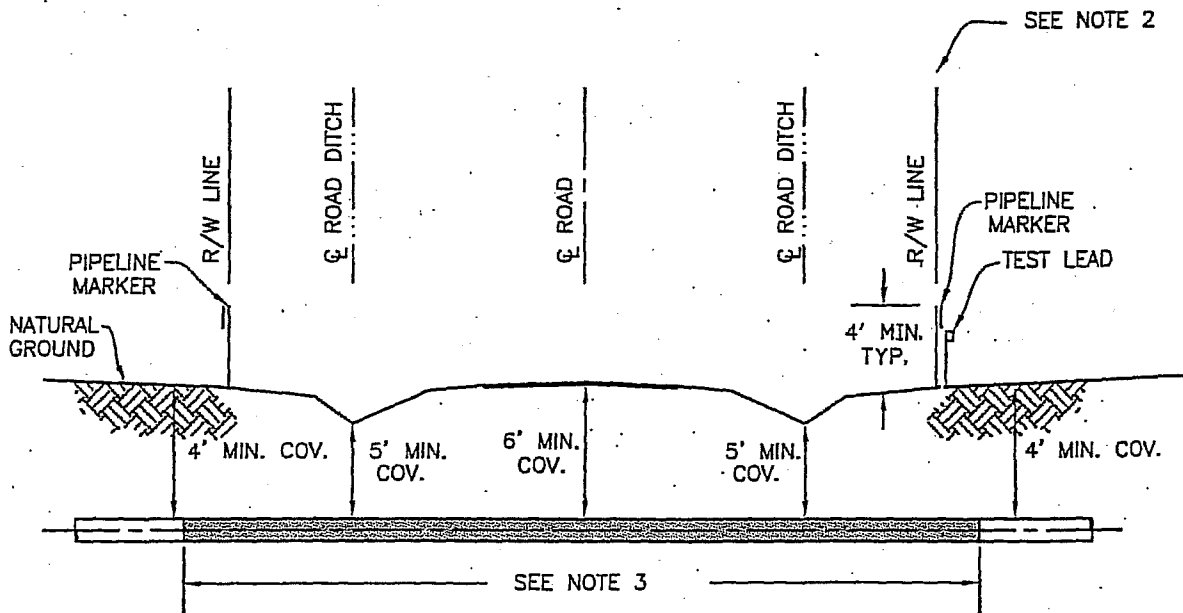 SEE NOTE 2
R/W LINE
℄ ROAD DITCH
℄ ROAD
℄ ROAD DITCH
R/W LINE
PIPELINE
MARKER
TEST LEAD
PIPELINE
MARKER
NATURAL
GROUND
4' MIN.
TYP.
4' MIN. COV.
5' MIN.
COV.
6' MIN.
COV.
5' MIN.
COV.
4' MIN. COV.
SEE NOTE 3